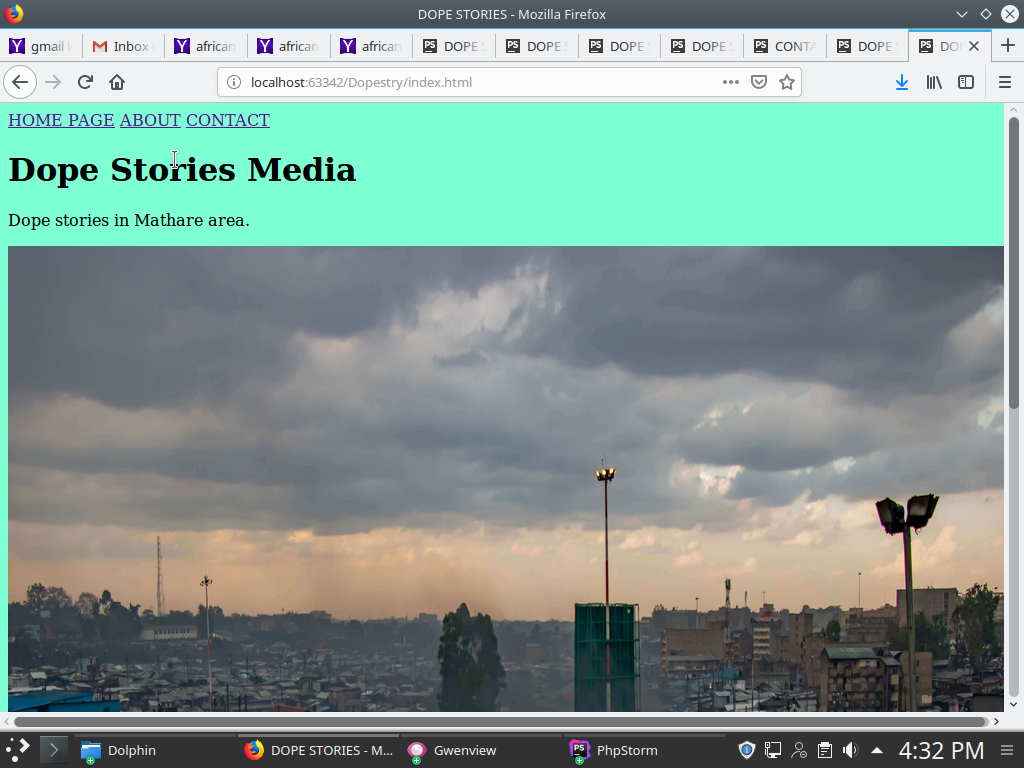 DOPE STORIES - Mozilla Firefox
gmail Inbox african african african DOPE DOPE DOPE DOPE CONTA DOPE DO
localhost:63342/Dopestry/index.html
HOME PAGE ABOUT CONTACT
Dope Stories Media
Dope stories in Mathare area.
Dolphin DOPE STORIES - M... Gwenview PhpStorm 4:32 PM